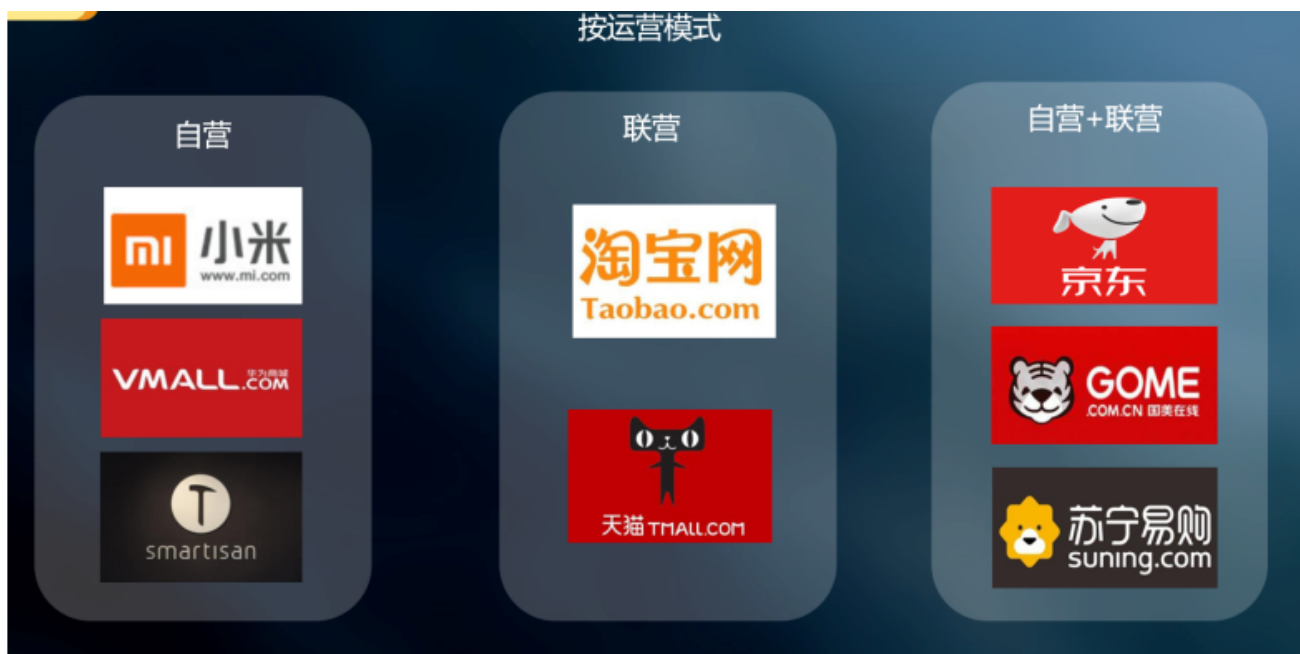 按运营模式
自营
mi 小米
www.mi.com
VMALL.COM 华为商城
smartisan
联营
淘宝网
Taobao.com
天猫 TMALL.COM
自营+联营
京东
GOME
.COM.CN 国美在线
苏宁易购
suning.com